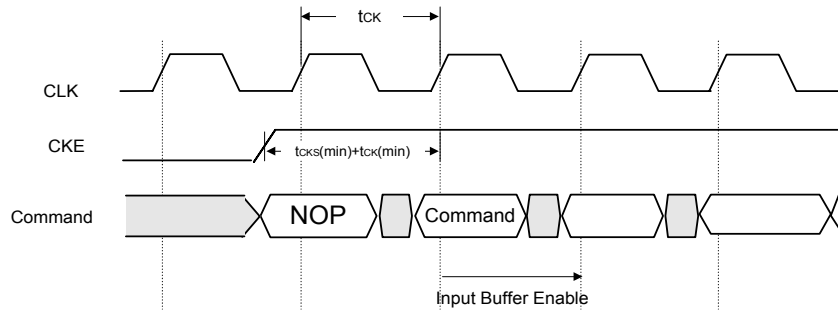 tCK
CLK
CKE
tCKS(min)+tCK(min)
Command
NOP
Command
Input Buffer Enable